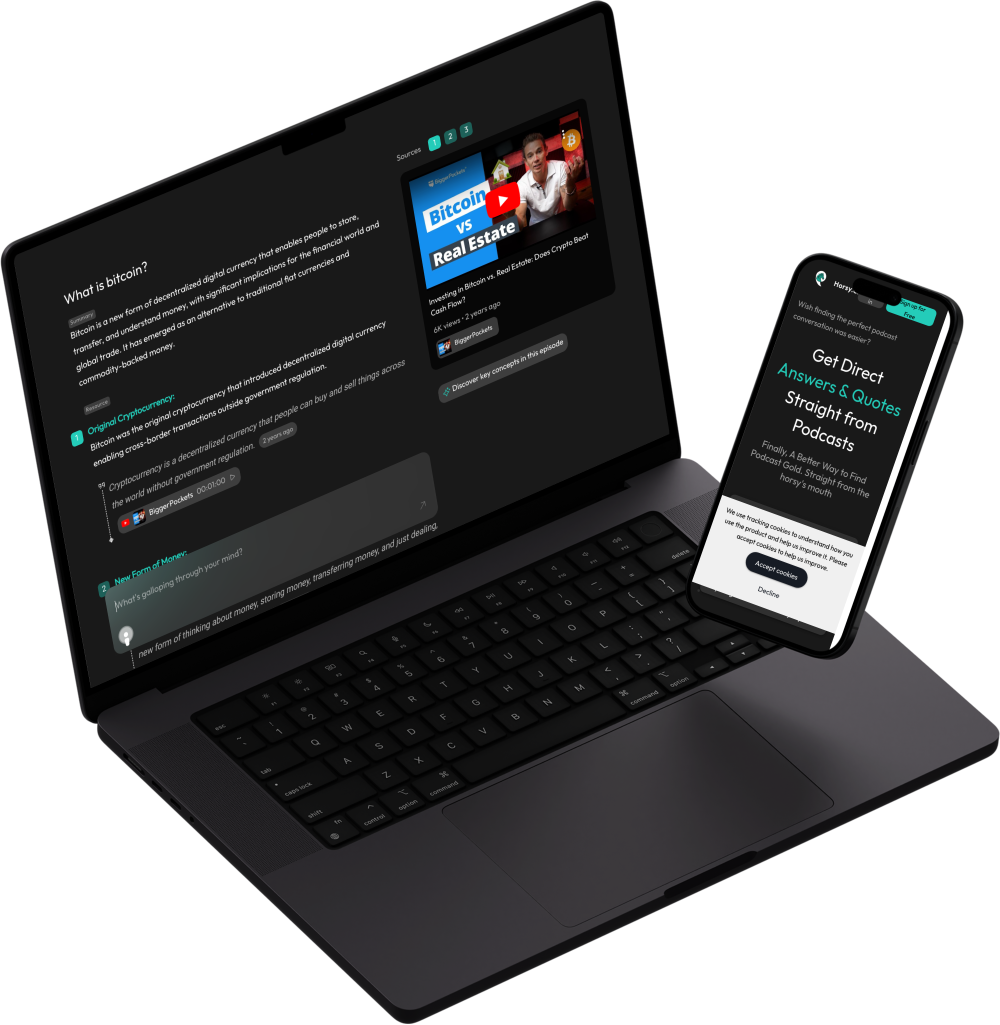 What is bitcoin?
Summary
Bitcoin is a new form of decentralized digital currency that enables people to store,
transfer, and understand money, with significant implications for the financial world and
global trade. It has emerged as an alternative to traditional fiat currencies and
commodity-backed money.
Resource
1 Original Cryptocurrency:
Bitcoin was the original cryptocurrency that introduced decentralized digital currency
enabling cross-border transactions outside government regulation.
Cryptocurrency is a decentralized currency that people can buy and sell things across
the world without government regulation. 2 years ago
BiggerPockets 00:01:00
2 New Form of Money:
What's galloping through your mind?
new form of thinking about money, storing money, transferring money, and just dealing,
Sources 1 2 3
BiggerPockets
Bitcoin
VS
Real Estate
Investing in Bitcoin vs. Real Estate: Does Crypto Beat
Cash Flow?
6K views • 2 years ago
BiggerPockets
Discover key concepts in this episode
Horsy
in
Sign up for
Free
Wish finding the perfect podcast
conversation was easier?
Get Direct
Answers & Quotes
Straight from
Podcasts
Finally, A Better Way to Find
Podcast Gold. Straight from the
horsy's mouth
We use tracking cookies to understand how you
use the product and help us improve it. Please
accept cookies to help us improve.
Accept cookies
Decline
esc
delete
1 2 3 4 5 6 7 8 9 0
tab Q W E R T Y U I O P
caps lock A S D F G H J K L
shift Z X C V B N M
fn control option command command option